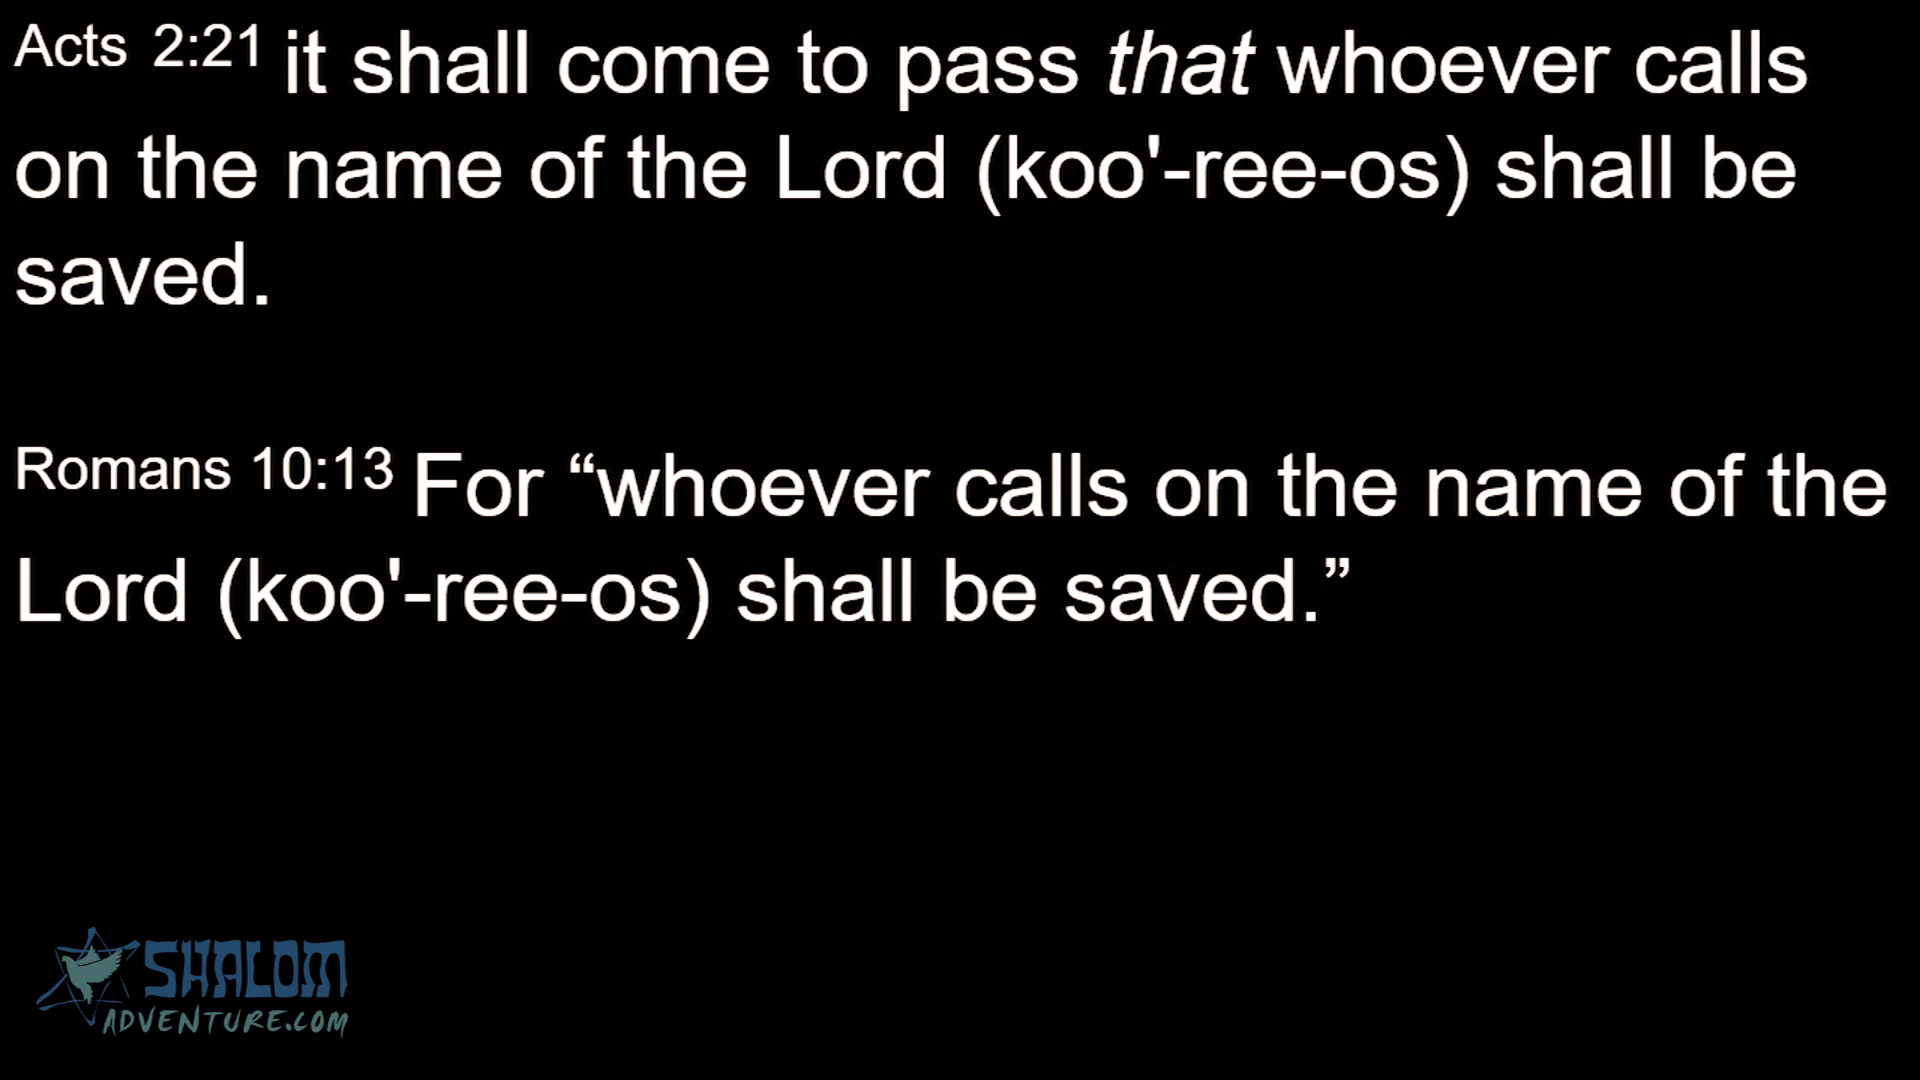 Acts 2:21 it shall come to pass that whoever calls
on the name of the Lord (koo'-ree-os) shall be
saved.
Romans 10:13 For “whoever calls on the name of the
Lord (koo'-ree-os) shall be saved.”
SHALOM
ADVENTURE.COM